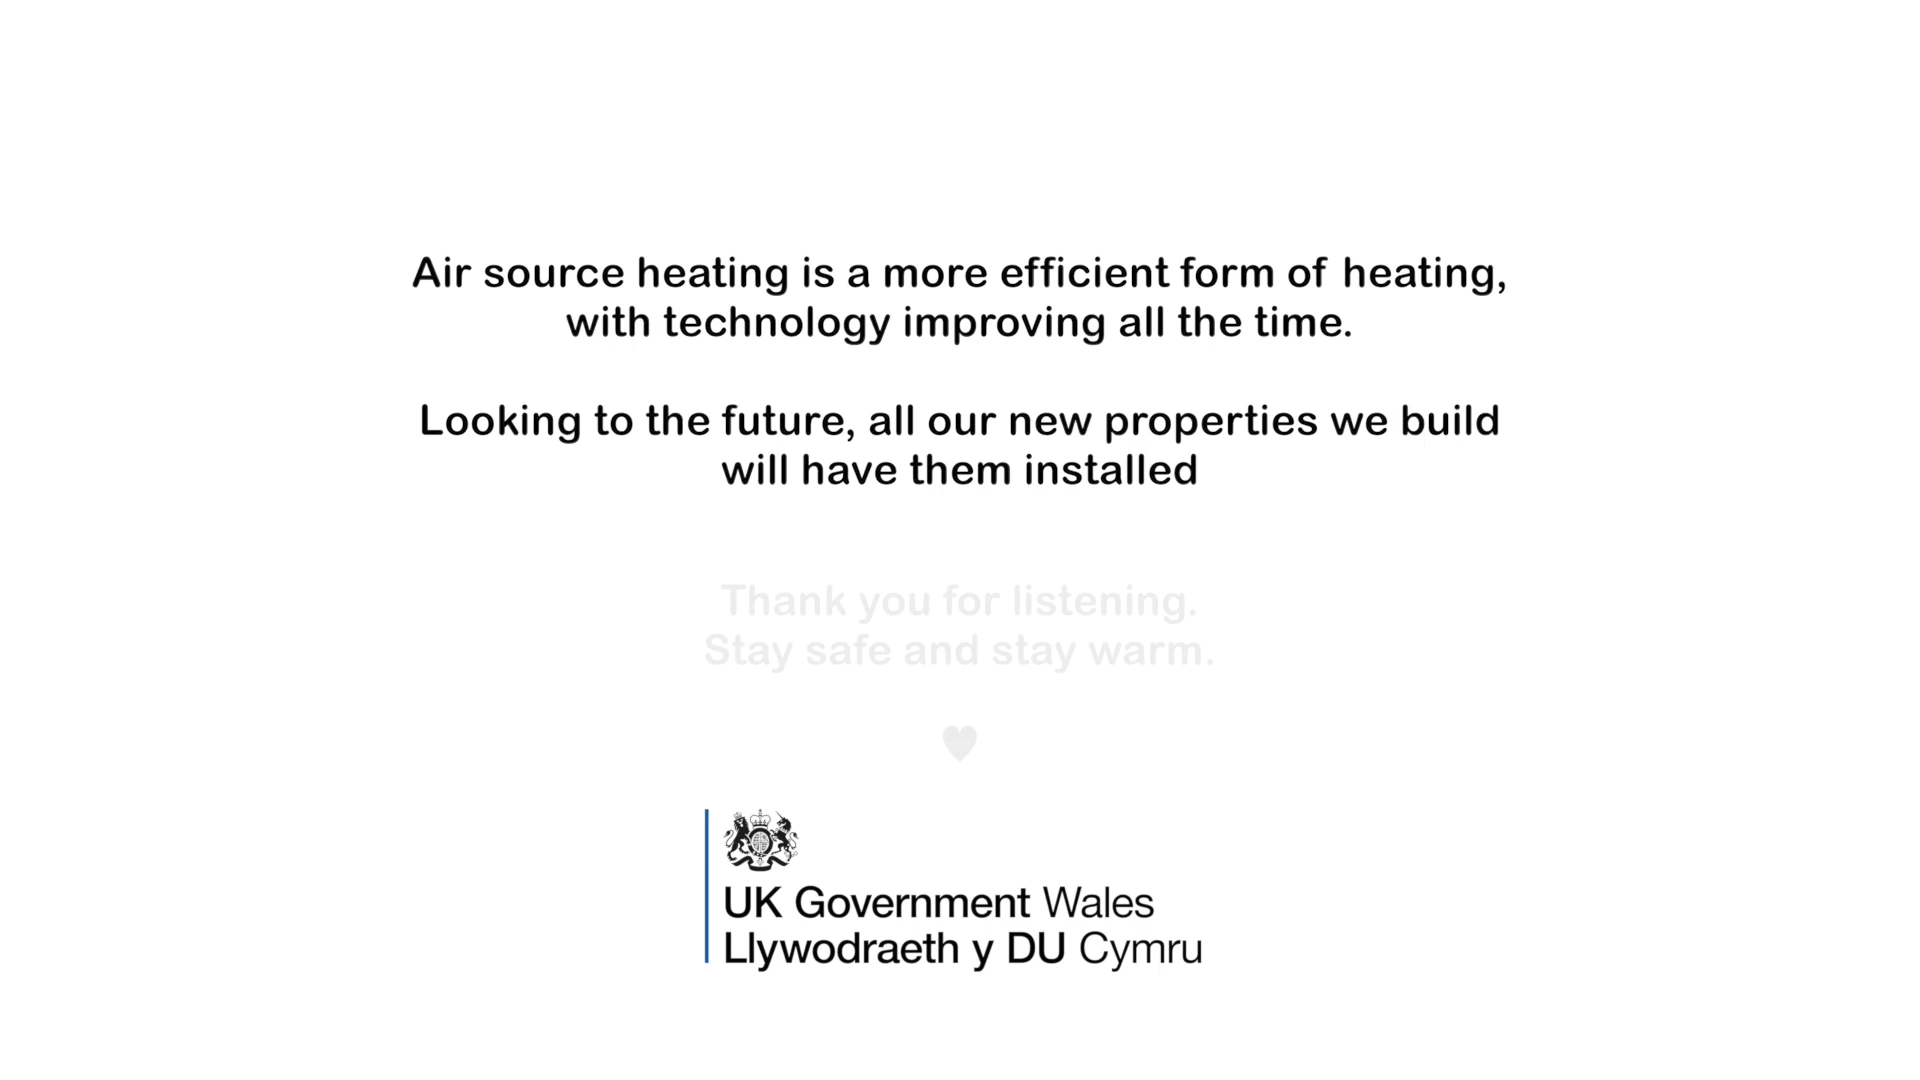 Air source heating is a more efficient form of heating,
with technology improving all the time.
Looking to the future, all our new properties we build
will have them installed
Thank you for listening.
Stay safe and stay warm.
UK Government Wales
Llywodraeth y DU Cymru